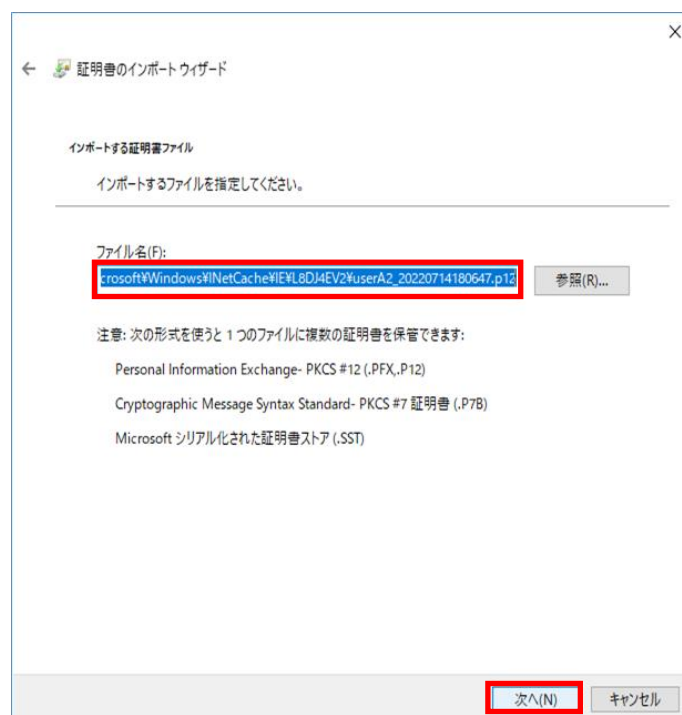 証明書のインポート ウィザード
インポートする証明書ファイル
インポートするファイルを指定してください。
ファイル名(F):
crosoft¥Windows¥INetCache¥IE¥L8DJ4EV2¥userA2_20220714180647.p12
参照(R)...
注意: 次の形式を使うと 1 つのファイルに複数の証明書を保管できます:
Personal Information Exchange- PKCS #12 (.PFX,.P12)
Cryptographic Message Syntax Standard- PKCS #7 証明書 (.P7B)
Microsoft シリアル化された証明書ストア (.SST)
次へ(N)
キャンセル